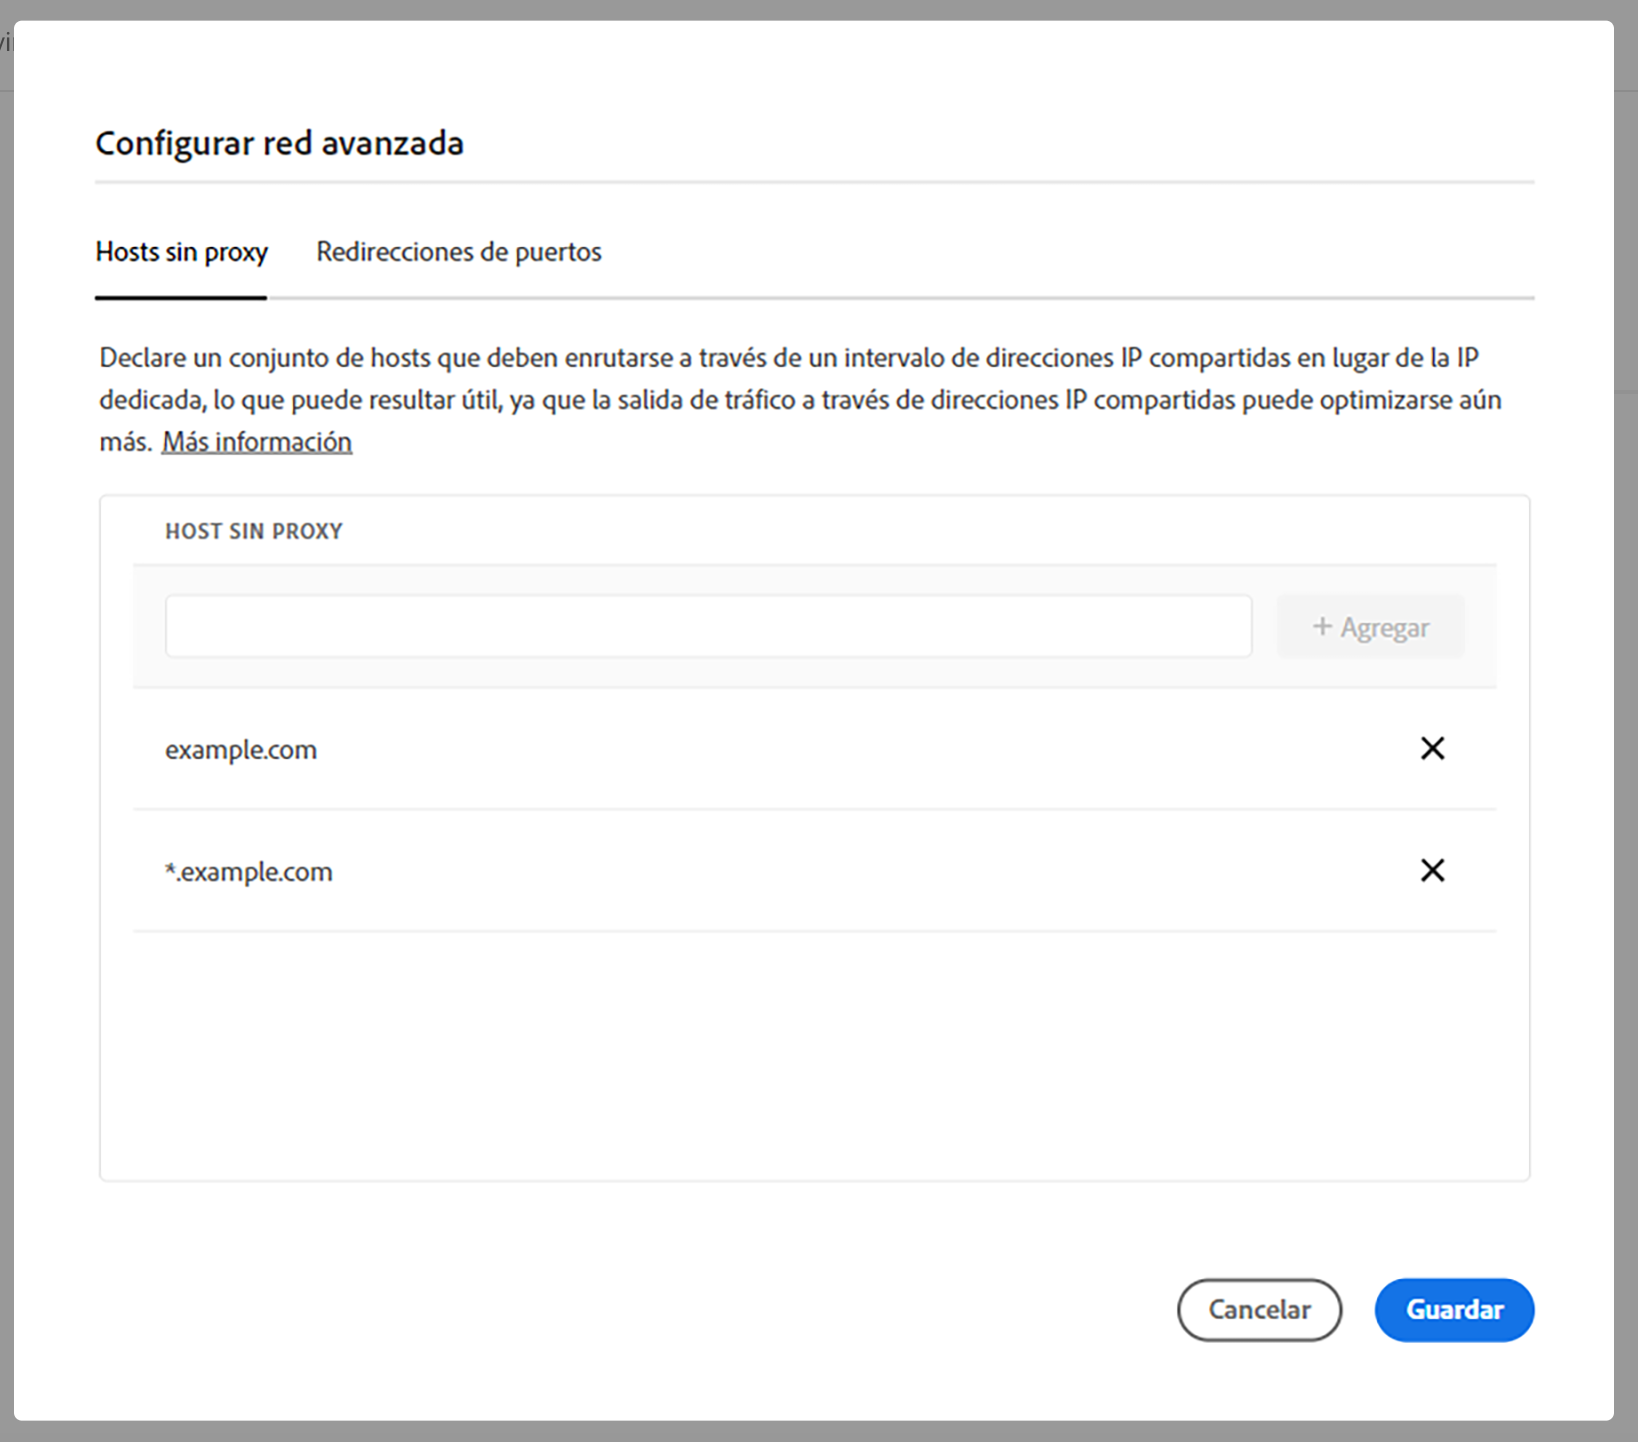 Configurar red avanzada
Hosts sin proxy
Redirecciones de puertos
Declare un conjunto de hosts que deben enrutarse a través de un intervalo de direcciones IP compartidas en lugar de la IP
dedicada, lo que puede resultar útil, ya que la salida de tráfico a través de direcciones IP compartidas puede optimizarse aún
más. Más información
HOST SIN PROXY
+ Agregar
example.com
*.example.com
Cancelar
Guardar